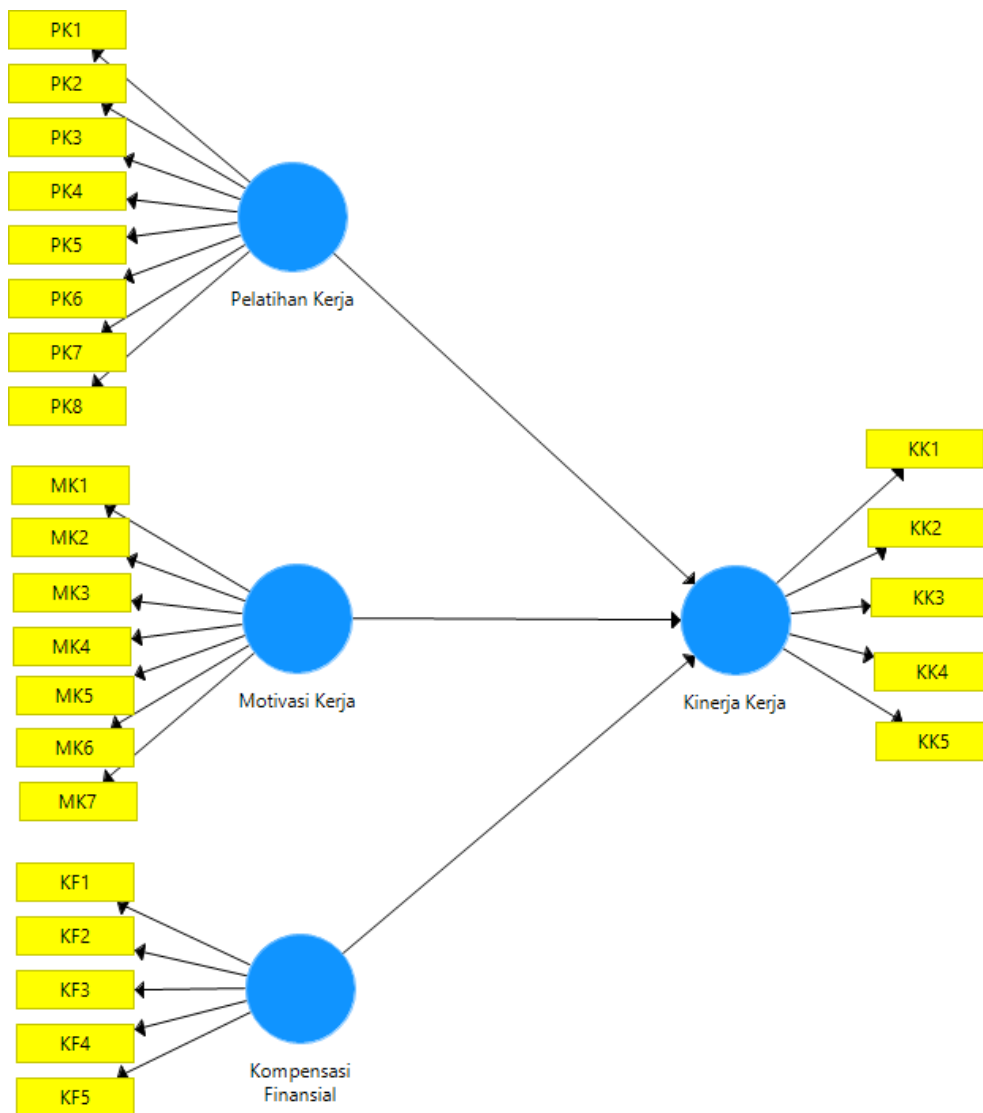 PK1
PK2
PK3
PK4
PK5
PK6
PK7
PK8
Pelatihan Kerja
MK1
MK2
MK3
MK4
MK5
MK6
MK7
Motivasi Kerja
KF1
KF2
KF3
KF4
KF5
Kompensasi
Finansial
KK1
KK2
KK3
KK4
KK5
Kinerja Kerja